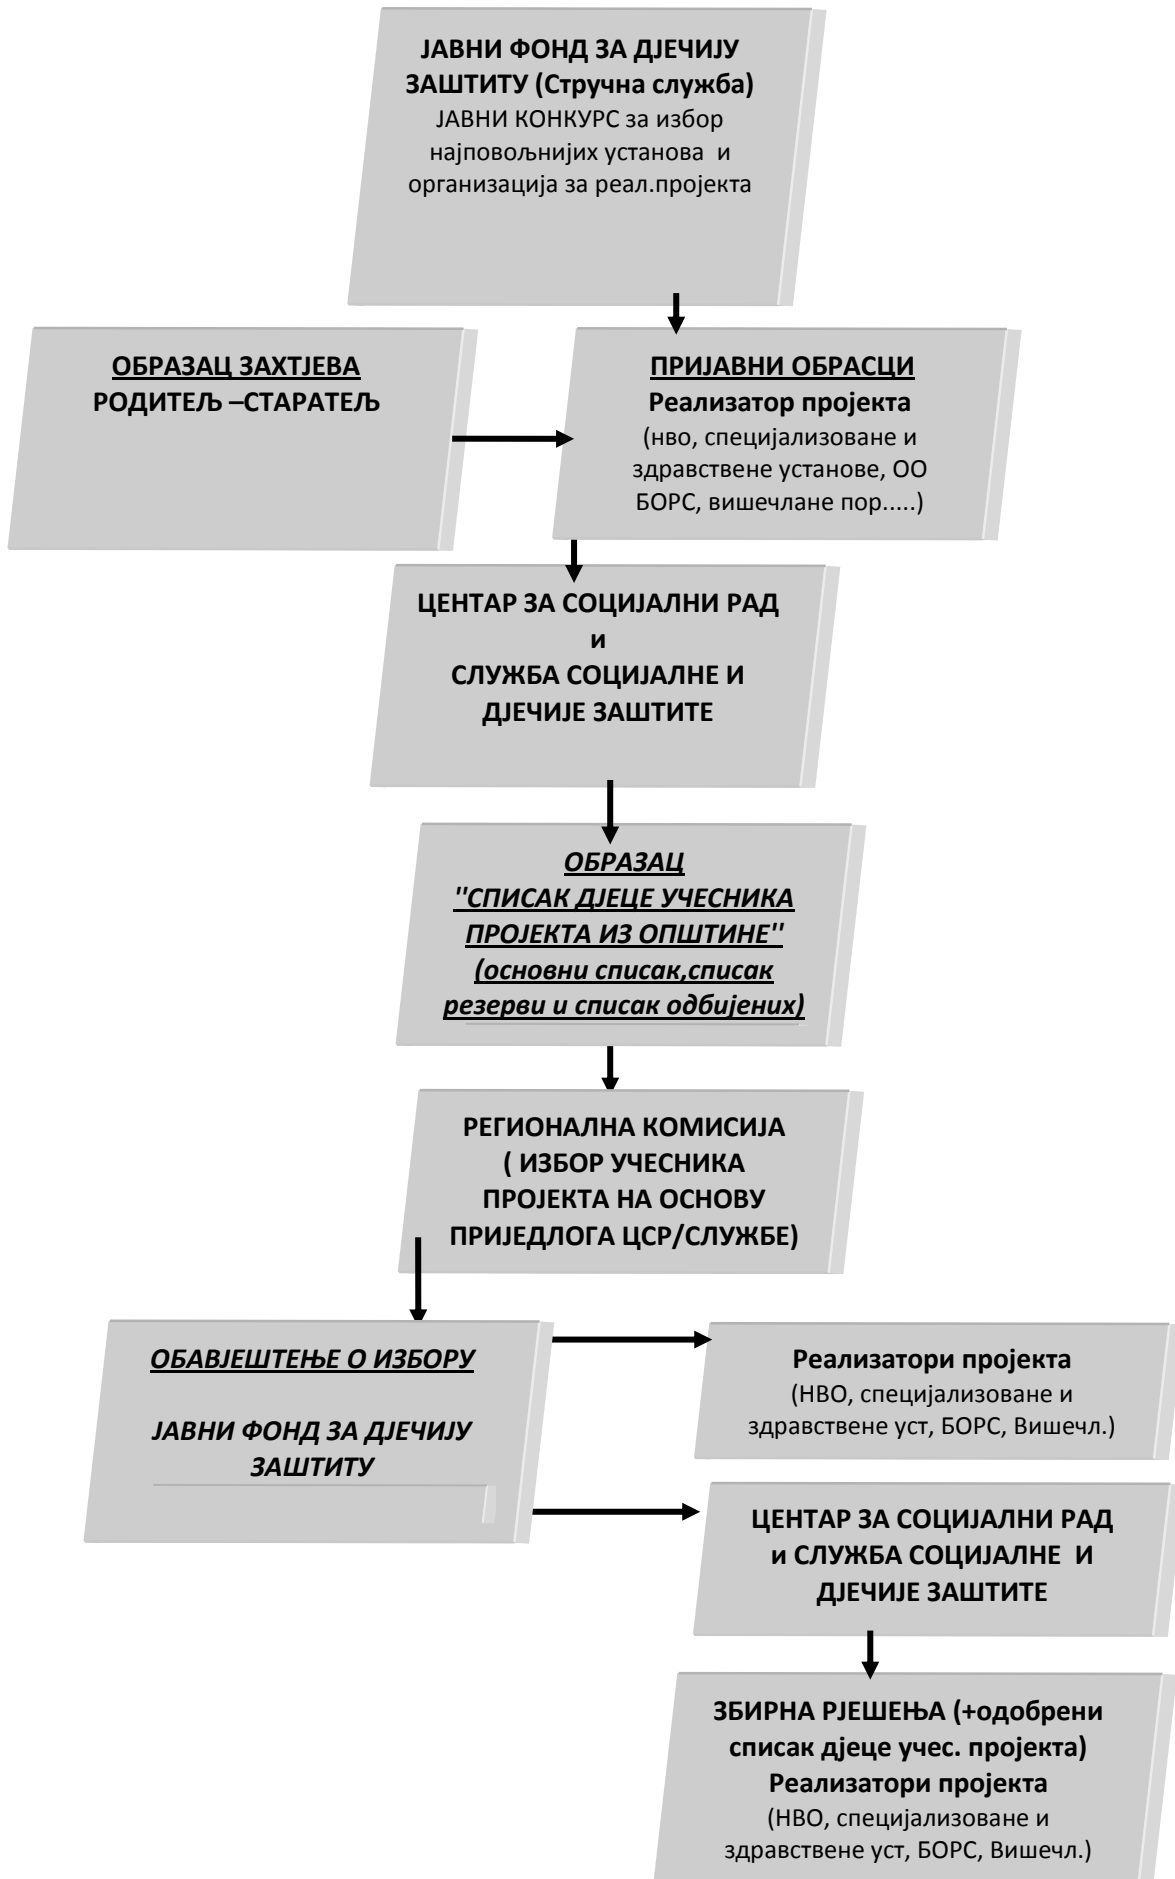 ЈАВНИ ФОНД ЗА ДЈЕЧИЈУ
ЗАШТИТУ (Стручна служба)
ЈАВНИ КОНКУРС за избор
најповољнијих установа и
организација за реал.пројекта
ОБРАЗАЦ ЗАХТЈЕВА
РОДИТЕЉ –СТАРАТЕЉ
ПРИЈАВНИ ОБРАСЦИ
Реализатор пројекта
(нво, специјализоване и
здравствене установе, ОО
БОРС, вишечлане пор.....)
ЦЕНТАР ЗА СОЦИЈАЛНИ РАД
и
СЛУЖБА СОЦИЈАЛНЕ И
ДЈЕЧИЈЕ ЗАШТИТЕ
ОБРАЗАЦ
"СПИСАК ДЈЕЦЕ УЧЕСНИКА
ПРОЈЕКТА ИЗ ОПШТИНЕ"
(основни списак,списак
резерви и списак одбијених)
РЕГИОНАЛНА КОМИСИЈА
( ИЗБОР УЧЕСНИКА
ПРОЈЕКТА НА ОСНОВУ
ПРИЈЕДЛОГА ЦСР/СЛУЖБЕ)
ОБАВЈЕШТЕЊЕ О ИЗБОРУ
ЈАВНИ ФОНД ЗА ДЈЕЧИЈУ
ЗАШТИТУ
Реализатори пројекта
(НВО, специјализоване и
здравствене уст, БОРС, Вишечл.)
ЦЕНТАР ЗА СОЦИЈАЛНИ РАД
и СЛУЖБА СОЦИЈАЛНЕ И
ДЈЕЧИЈЕ ЗАШТИТЕ
ЗБИРНА РЈЕШЕЊА (+одобрени
списак дјеце учес. пројекта)
Реализатори пројекта
(НВО, специјализоване и
здравствене уст, БОРС, Вишечл.)